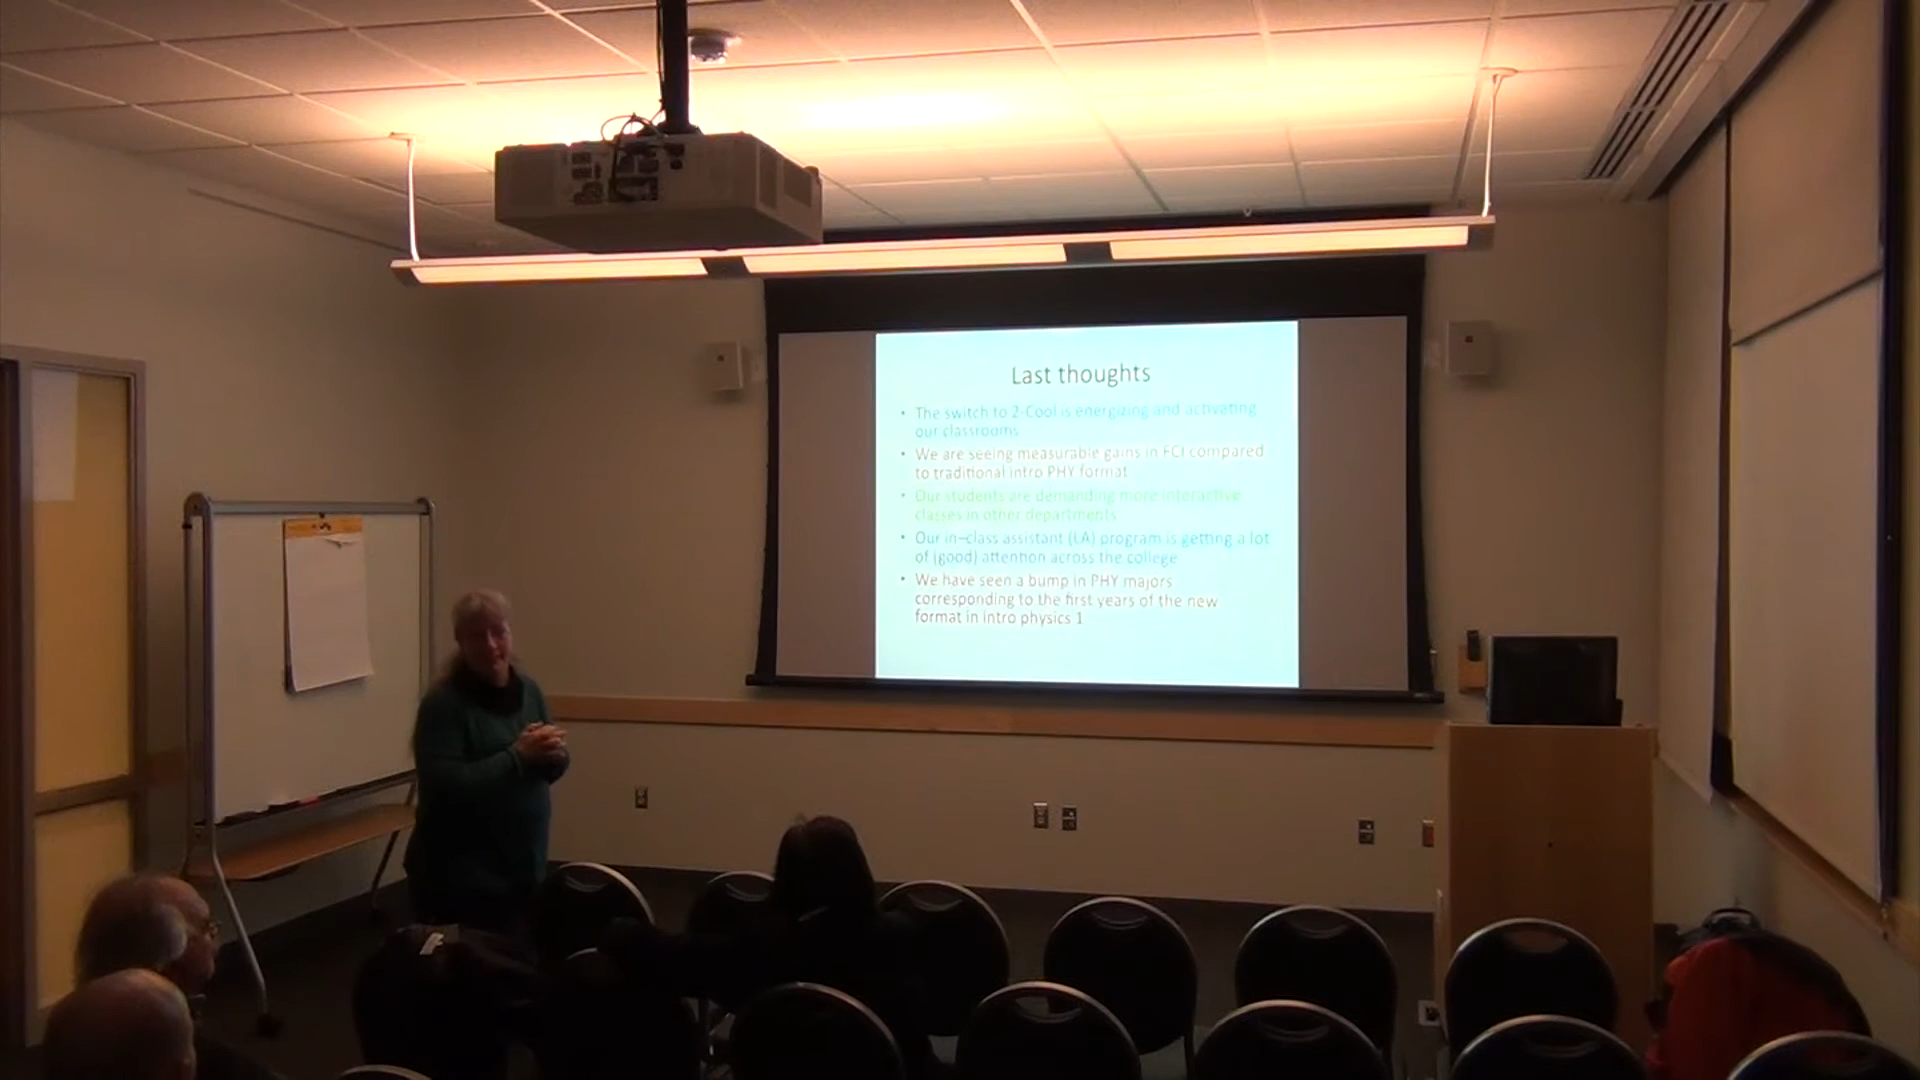 Last thoughts
• The switch to 2-Cool is energizing and activating
our classrooms
• We are seeing measurable gains in FCI compared
to traditional intro PHY format
• Our students are demanding more interactive
classes in other departments
• Our in-class assistant (LA) program is getting a lot
of (good) attention across the college
• We have seen a bump in PHY majors
corresponding to the first years of the new
format in intro physics 1